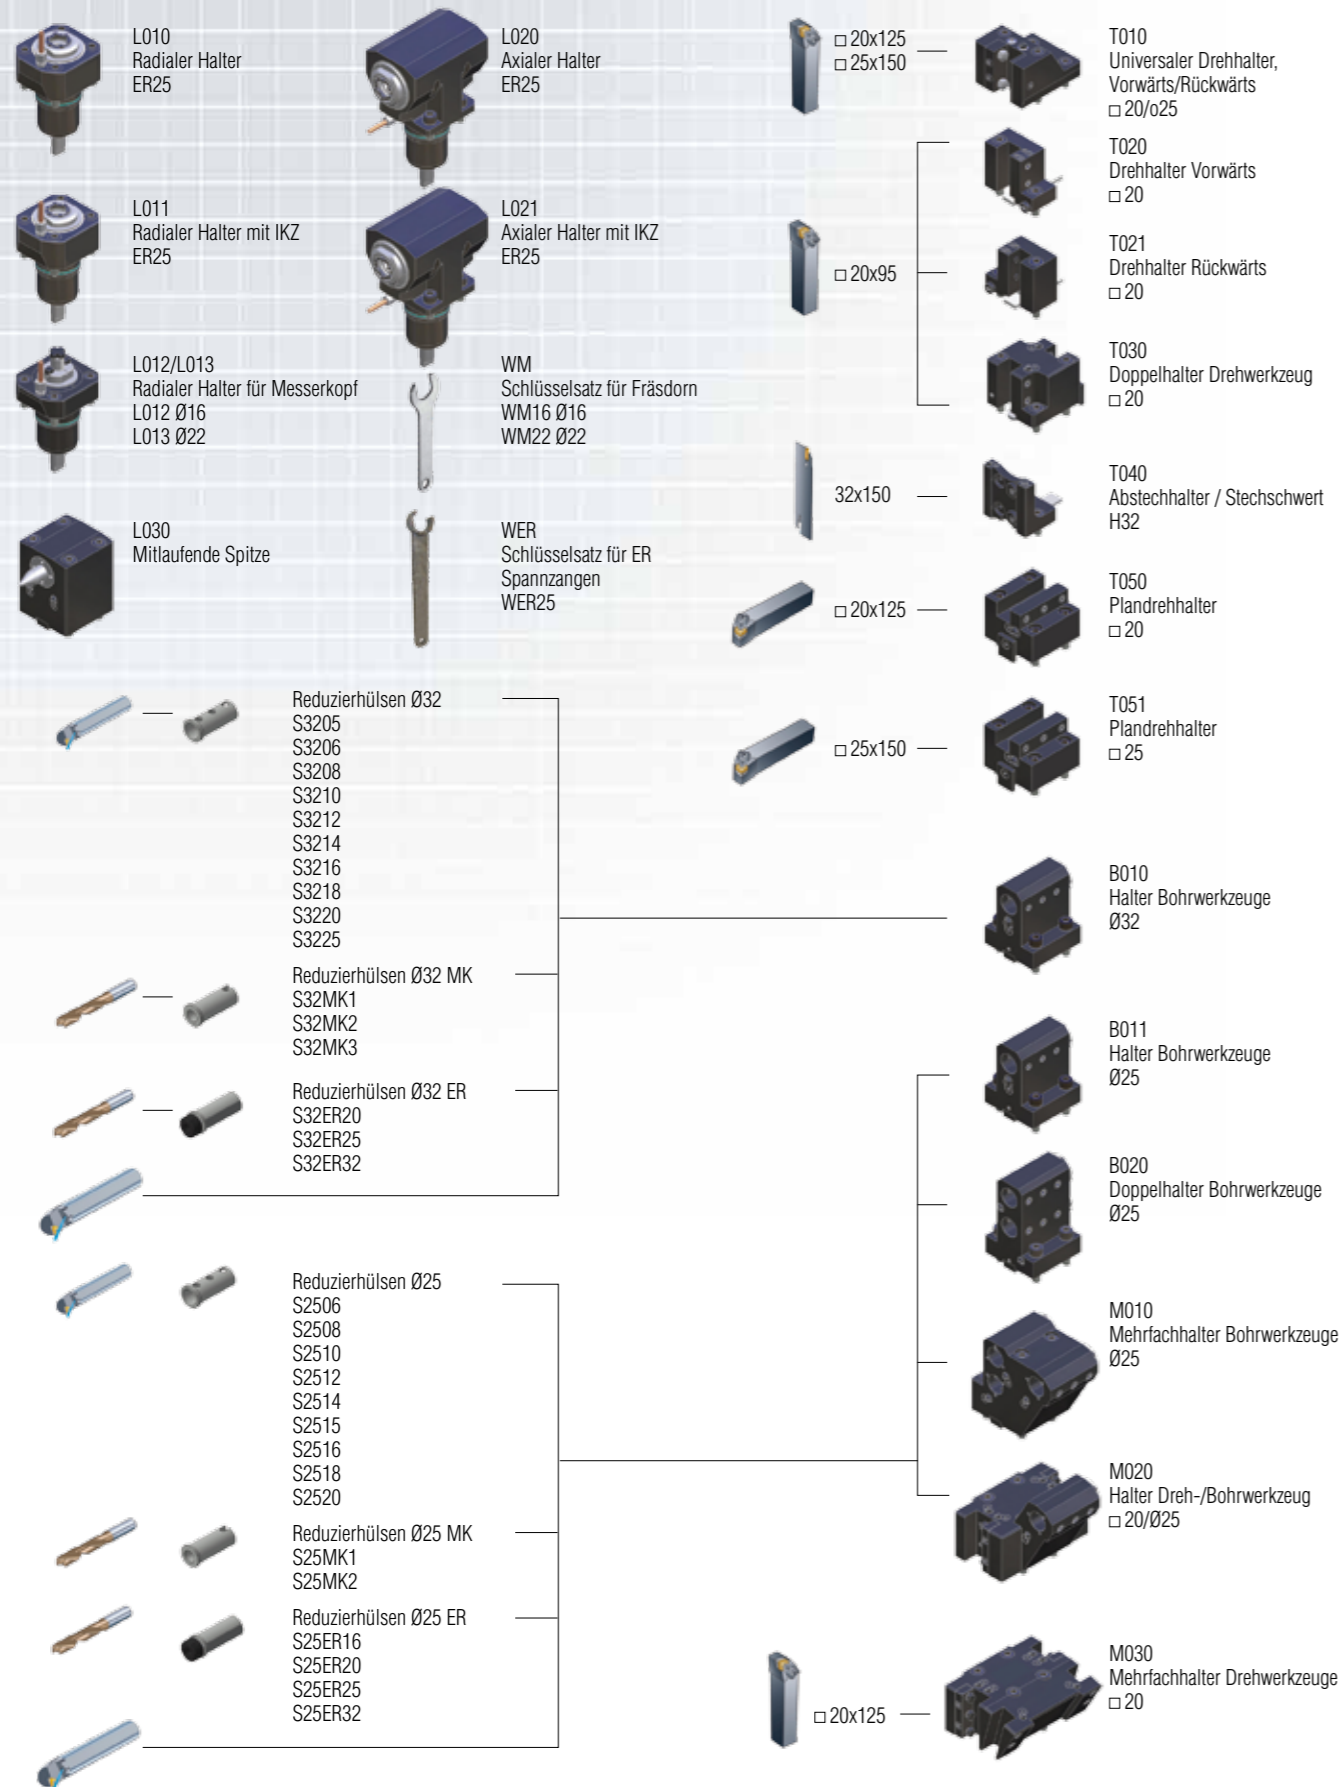 L010
Radialer Halter
ER25
L020
Axialer Halter
ER25
L011
Radialer Halter mit IKZ
ER25
L021
Axialer Halter mit IKZ
ER25
L012/L013
Radialer Halter für Messerkopf
L012 Ø16
L013 Ø22
WM
Schlüsselsatz für Fräsdorn
WM16 Ø16
WM22 Ø22
L030
Mitlaufende Spitze
WER
Schlüsselsatz für ER
Spannzangen
WER25
□ 20x125
□ 25x150
T010
Universaler Drehhalter,
Vorwärts/Rückwärts
□ 20/o25
□ 20x95
T020
Drehhalter Vorwärts
□ 20
T021
Drehhalter Rückwärts
□ 20
T030
Doppelhalter Drehwerkzeug
□ 20
32x150
T040
Abstechhalter / Stechschwert
H32
□ 20x125
T050
Plandrehhalter
□ 20
□ 25x150
T051
Plandrehhalter
□ 25
Reduzierhülsen Ø32
S3205
S3206
S3208
S3210
S3212
S3214
S3216
S3218
S3220
S3225
Reduzierhülsen Ø32 MK
S32MK1
S32MK2
S32MK3
Reduzierhülsen Ø32 ER
S32ER20
S32ER25
S32ER32
B010
Halter Bohrwerkzeuge
Ø32
Reduzierhülsen Ø25
S2506
S2508
S2510
S2512
S2514
S2515
S2516
S2518
S2520
Reduzierhülsen Ø25 MK
S25MK1
S25MK2
Reduzierhülsen Ø25 ER
S25ER16
S25ER20
S25ER25
S25ER32
B011
Halter Bohrwerkzeuge
Ø25
B020
Doppelhalter Bohrwerkzeuge
Ø25
M010
Mehrfachhalter Bohrwerkzeuge
Ø25
M020
Halter Dreh-/Bohrwerkzeug
□ 20/Ø25
□ 20x125
M030
Mehrfachhalter Drehwerkzeuge
□ 20